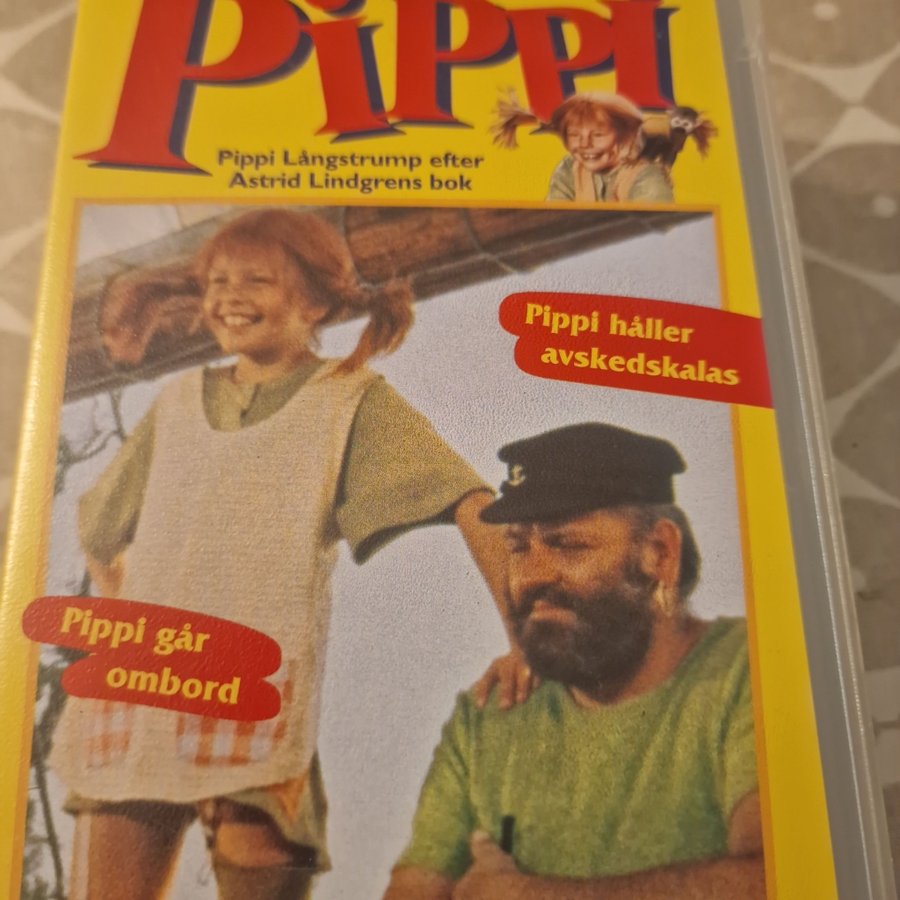 Pippi
Pippi Långstrump efter
Astrid Lindgrens bok
Pippi håller
avskedskalas
Pippi går
ombord